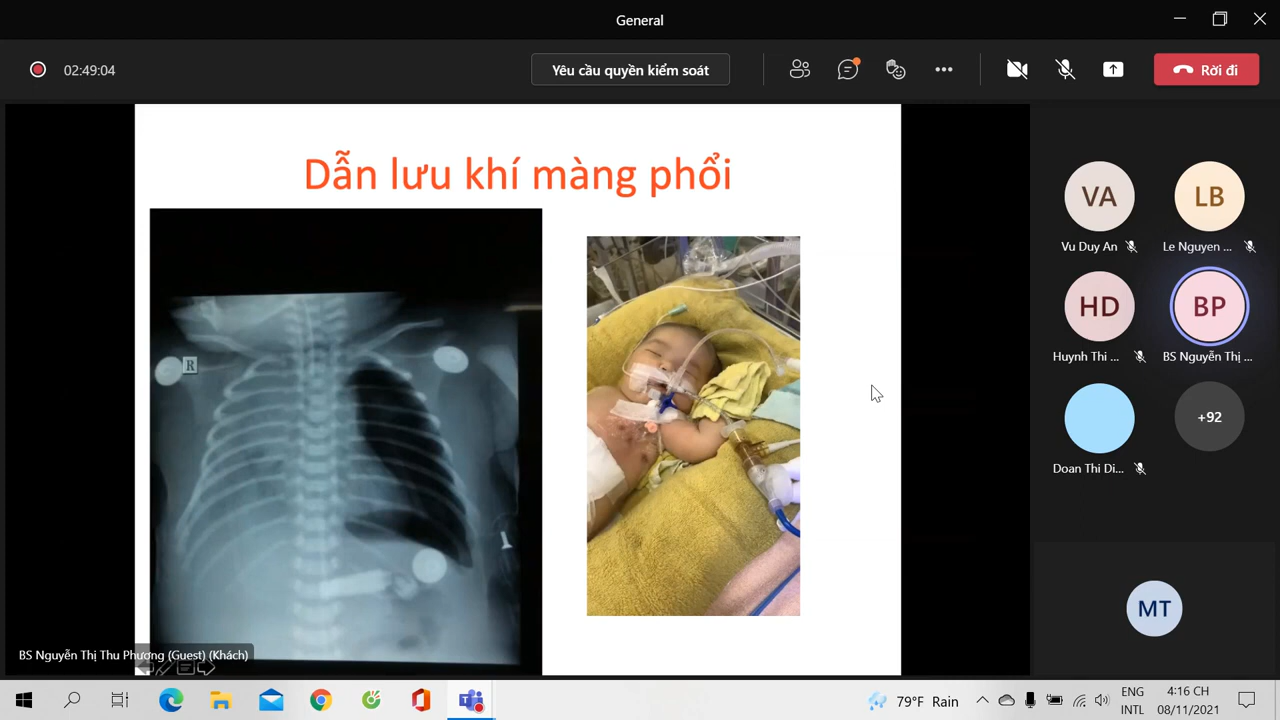 General
02:49:04
Yêu cầu quyền kiểm soát
Rời đi
Dẫn lưu khí màng phổi
R
VA
LB
Vu Duy An
Le Nguyen ...
HD
BP
Huynh Thi ...
BS Nguyễn Thị ...
+92
Doan Thi Di...
MT
BS Nguyễn Thị Thu Phương (Guest) (Khách)
79°F Rain
ENG
INTL
4:16 CH
08/11/2021